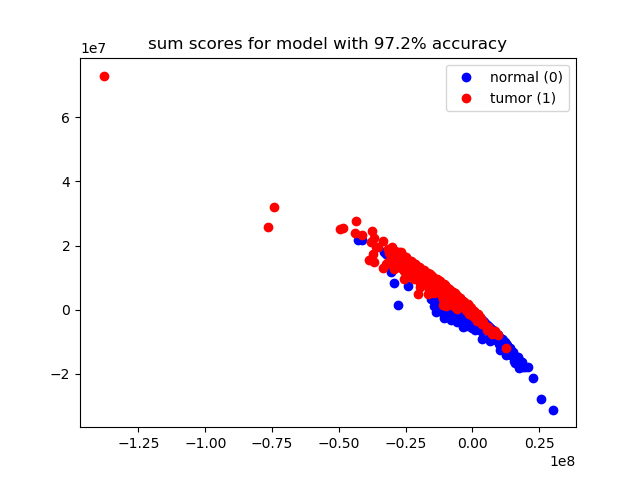 sum scores for model with 97.2% accuracy
1e7
normal (0)
tumor (1)
6
4
2
0
−2
−1.25 −1.00 −0.75 −0.50 −0.25 0.00 0.25
1e8